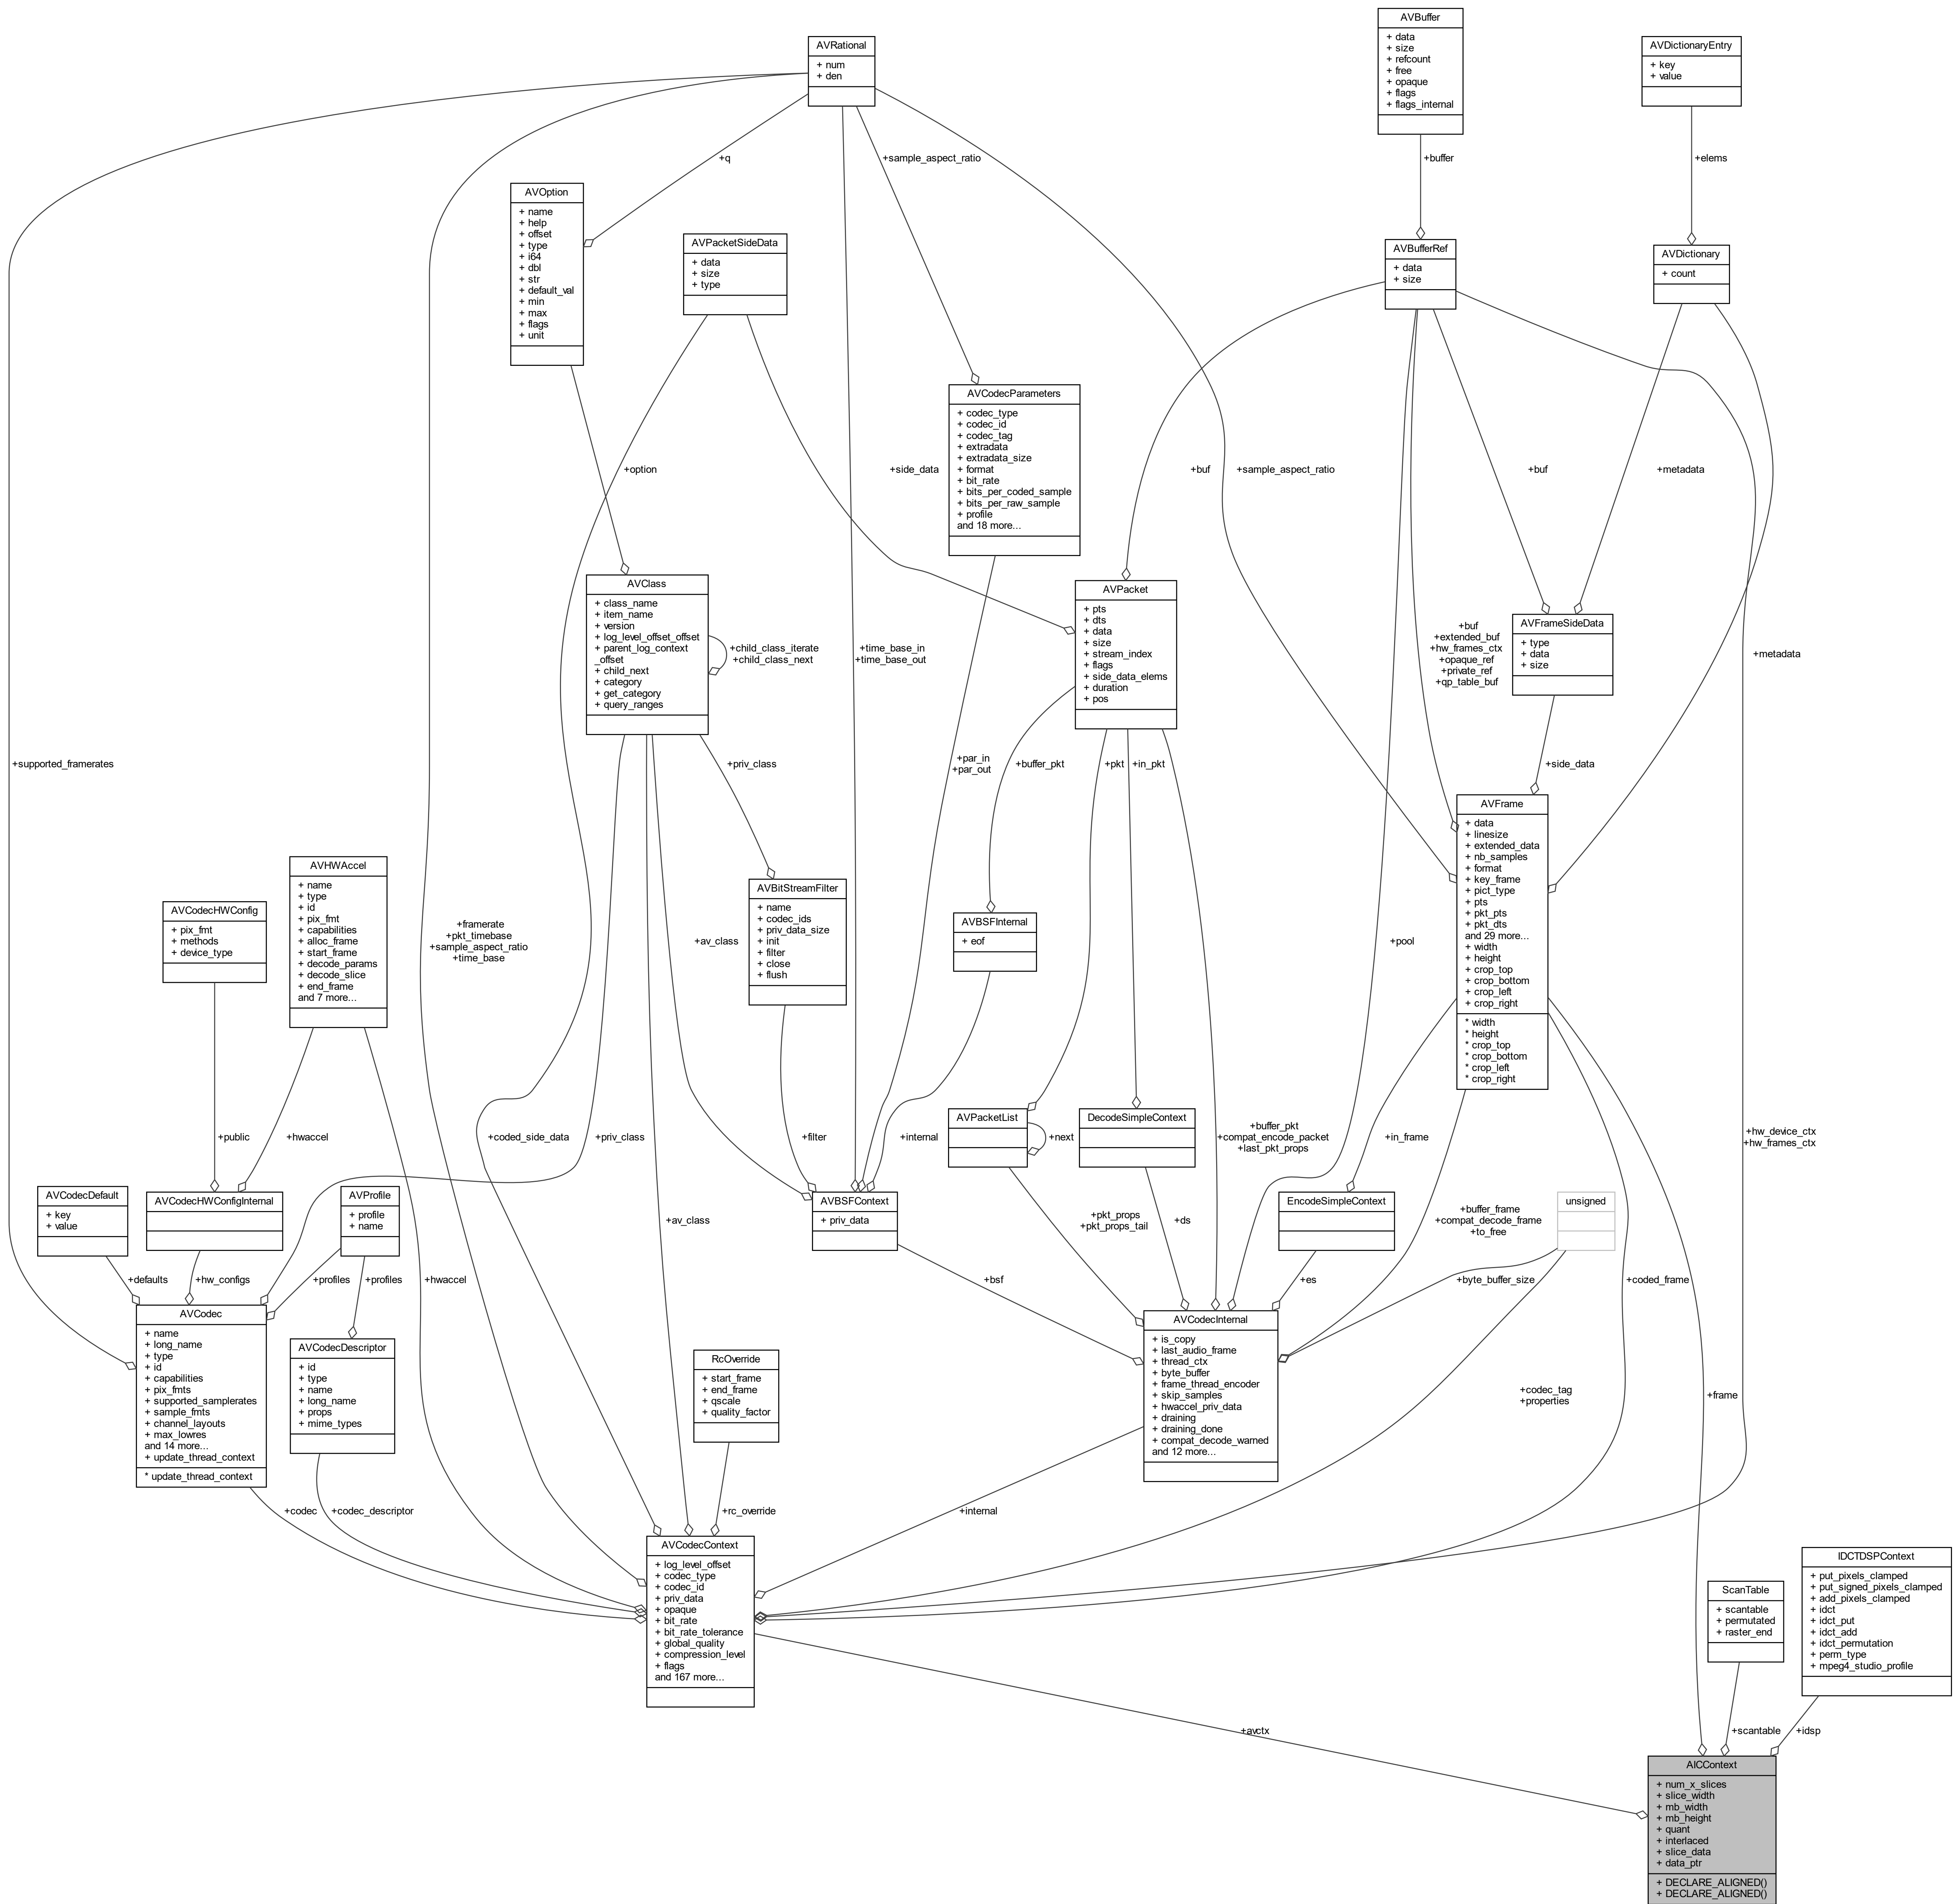 AVBuffer
+ data
+ size
+ refcount
+ free
+ opaque
+ flags
+ flags_internal
AVRational
+ num
+ den
AVDictionaryEntry
+ key
+ value
+q
+sample_aspect_ratio
+buffer
+elems
AVOption
+ name
+ help
+ offset
+ type
+ i64
+ dbl
+ str
+ default_val
+ min
+ max
+ flags
+ unit
AVPacketSideData
+ data
+ size
+ type
AVBufferRef
+ data
+ size
AVDictionary
+ count
AVCodecParameters
+ codec_type
+ codec_id
+ codec_tag
+ extradata
+ extradata_size
+ format
+ bit_rate
+ bits_per_coded_sample
+ bits_per_raw_sample
+ profile
and 18 more...
+option
+side_data
+buf
+sample_aspect_ratio
+buf
+metadata
AVClass
+ class_name
+ item_name
+ version
+ log_level_offset_offset
+ parent_log_context
_offset
+ child_next
+ category
+ get_category
+ query_ranges
+child_class_iterate
+child_class_next
+time_base_in
+time_base_out
AVPacket
+ pts
+ dts
+ data
+ size
+ stream_index
+ flags
+ side_data_elems
+ duration
+ pos
+buf
+extended_buf
+hw_frames_ctx
+opaque_ref
+private_ref
+qp_table_buf
AVFrameSideData
+ type
+ data
+ size
+metadata
+supported_framerates
+priv_class
+par_in
+par_out
+buffer_pkt
+pkt
+in_pkt
+side_data
AVFrame
+ data
+ linesize
+ extended_data
+ nb_samples
+ format
+ key_frame
+ pict_type
+ pts
+ pkt_pts
+ pkt_dts
and 29 more...
+ width
+ height
+ crop_top
+ crop_bottom
+ crop_left
+ crop_right
* width
* height
* crop_top
* crop_bottom
* crop_left
* crop_right
AVHWAccel
+ name
+ type
+ id
+ pix_fmt
+ capabilities
+ alloc_frame
+ start_frame
+ decode_params
+ decode_slice
+ end_frame
and 7 more...
AVCodecHWConfig
+ pix_fmt
+ methods
+ device_type
+framerate
+pkt_timebase
+sample_aspect_ratio
+time_base
+av_class
AVBitStreamFilter
+ name
+ codec_ids
+ priv_data_size
+ init
+ filter
+ close
+ flush
AVBSFInternal
+ eof
+pool
+public
+hwaccel
+coded_side_data
+priv_class
+filter
+internal
AVPacketList
+next
DecodeSimpleContext
+buffer_pkt
+compat_encode_packet
+last_pkt_props
+in_frame
+hw_device_ctx
+hw_frames_ctx
AVCodecDefault
+ key
+ value
AVCodecHWConfigInternal
AVProfile
+ profile
+ name
+av_class
AVBSFContext
+ priv_data
+pkt_props
+pkt_props_tail
+ds
EncodeSimpleContext
+buffer_frame
+compat_decode_frame
+to_free
unsigned
+defaults
+hw_configs
+profiles
+profiles
+hwaccel
+bsf
+es
+byte_buffer_size
+coded_frame
AVCodec
+ name
+ long_name
+ type
+ id
+ capabilities
+ pix_fmts
+ supported_samplerates
+ sample_fmts
+ channel_layouts
+ max_lowres
and 14 more...
+ update_thread_context
* update_thread_context
AVCodecDescriptor
+ id
+ type
+ name
+ long_name
+ props
+ mime_types
RcOverride
+ start_frame
+ end_frame
+ qscale
+ quality_factor
AVCodecInternal
+ is_copy
+ last_audio_frame
+ thread_ctx
+ byte_buffer
+ frame_thread_encoder
+ skip_samples
+ hwaccel_priv_data
+ draining
+ draining_done
+ compat_decode_warned
and 12 more...
+codec_tag
+properties
+frame
+codec
+codec_descriptor
+rc_override
+internal
AVCodecContext
+ log_level_offset
+ codec_type
+ codec_id
+ priv_data
+ opaque
+ bit_rate
+ bit_rate_tolerance
+ global_quality
+ compression_level
+ flags
and 167 more...
ScanTable
+ scantable
+ permutated
+ raster_end
IDCTDSPContext
+ put_pixels_clamped
+ put_signed_pixels_clamped
+ add_pixels_clamped
+ idct
+ idct_put
+ idct_add
+ idct_permutation
+ perm_type
+ mpeg4_studio_profile
+avctx
+scantable
+idsp
AICContext
+ num_x_slices
+ slice_width
+ mb_width
+ mb_height
+ quant
+ interlaced
+ slice_data
+ data_ptr
+ DECLARE_ALIGNED()
+ DECLARE_ALIGNED()